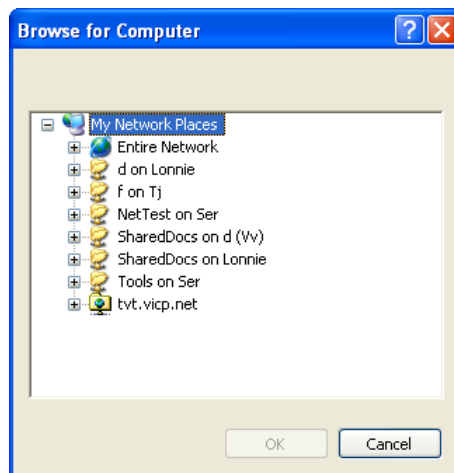 Browse for Computer
My Network Places
Entire Network
d on Lonnie
f on Tj
NetTest on Ser
SharedDocs on d (Vv)
SharedDocs on Lonnie
Tools on Ser
tvt.vicp.net
OK Cancel